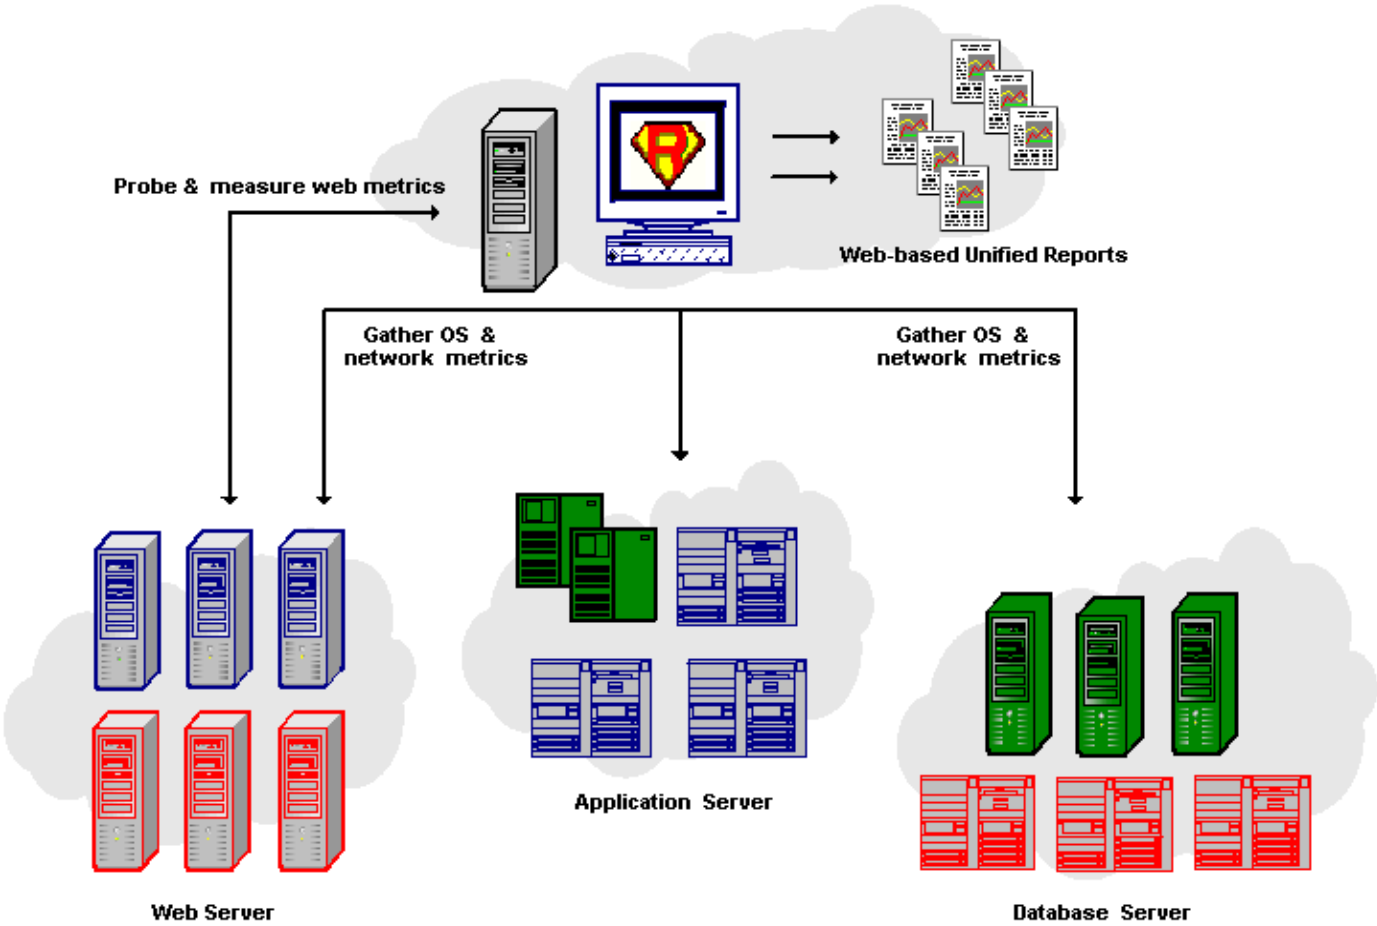 R
Probe & measure web metrics
Web-based Unified Reports
Gather OS &
network metrics
Gather OS &
network metrics
Application Server
Web Server
Database Server